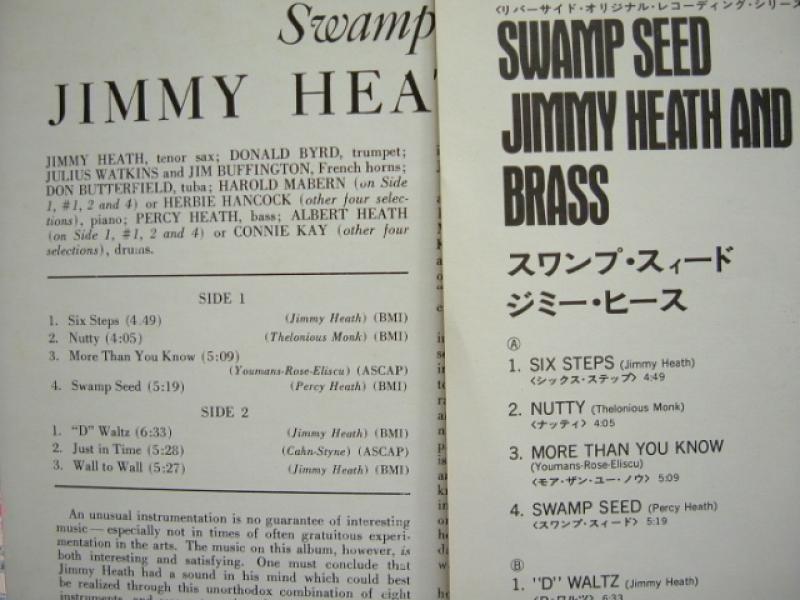 Swamp
JIMMY HEA
JIMMY HEATH, tenor sax; DONALD BYRD, trumpet;
JULIUS WATKINS and JIM BUFFINGTON, French horns;
DON BUTTERFIELD, tuba; HAROLD MABERN (on Side
1, #1, 2 and 4) or HERBIE HANCOCK (other four selec-
tions), piano; PERCY HEATH, bass; ALBERT HEATH
(on Side 1, #1, 2 and 4) or CONNIE KAY (other four
selections), drums.
SIDE 1
1. Six Steps (4.49) (Jimmy Heath) (BMI)
2. Nutty (4:05) (Thelonious Monk) (BMI)
3. More Than You Know (5:09)
(Youmans-Rose-Eliscu) (ASCAP)
4. Swamp Seed (5:19) (Percy Heath) (BMI)
SIDE 2
1. "D" Waltz (6:33) (Jimmy Heath) (BMI)
2. Just in Time (5:28) (Cahn-Styne) (ASCAP)
3. Wall to Wall (5:27) (Jimmy Heath) (BMI)
An unusual instrumentation is no guarantee of interesting
music — especially not in times of often gratuitous experi-
mentation in the arts. The music on this album, however, is
both interesting and satisfying. One must conclude that
Jimmy Heath had a sound in his mind which could best
be realized through this unorthodox combination of eight
〈リバーサイド・オリジナル・レコーディング・シリーズ
SWAMP SEED
JIMMY HEATH AND
BRASS
スワンプ・スィード
ジミー・ヒース
Ⓐ
1. SIX STEPS (Jimmy Heath)
〈シックス・ステップ〉 4:49
2. NUTTY (Thelonious Monk)
〈ナッティ〉 4:05
3. MORE THAN YOU KNOW
(Youmans-Rose-Eliscu)
〈モア・ザン・ユー・ノウ〉 5:09
4. SWAMP SEED (Percy Heath)
〈スワンプ・スィード〉 5:19
Ⓑ
1. "D" WALTZ (Jimmy Heath)